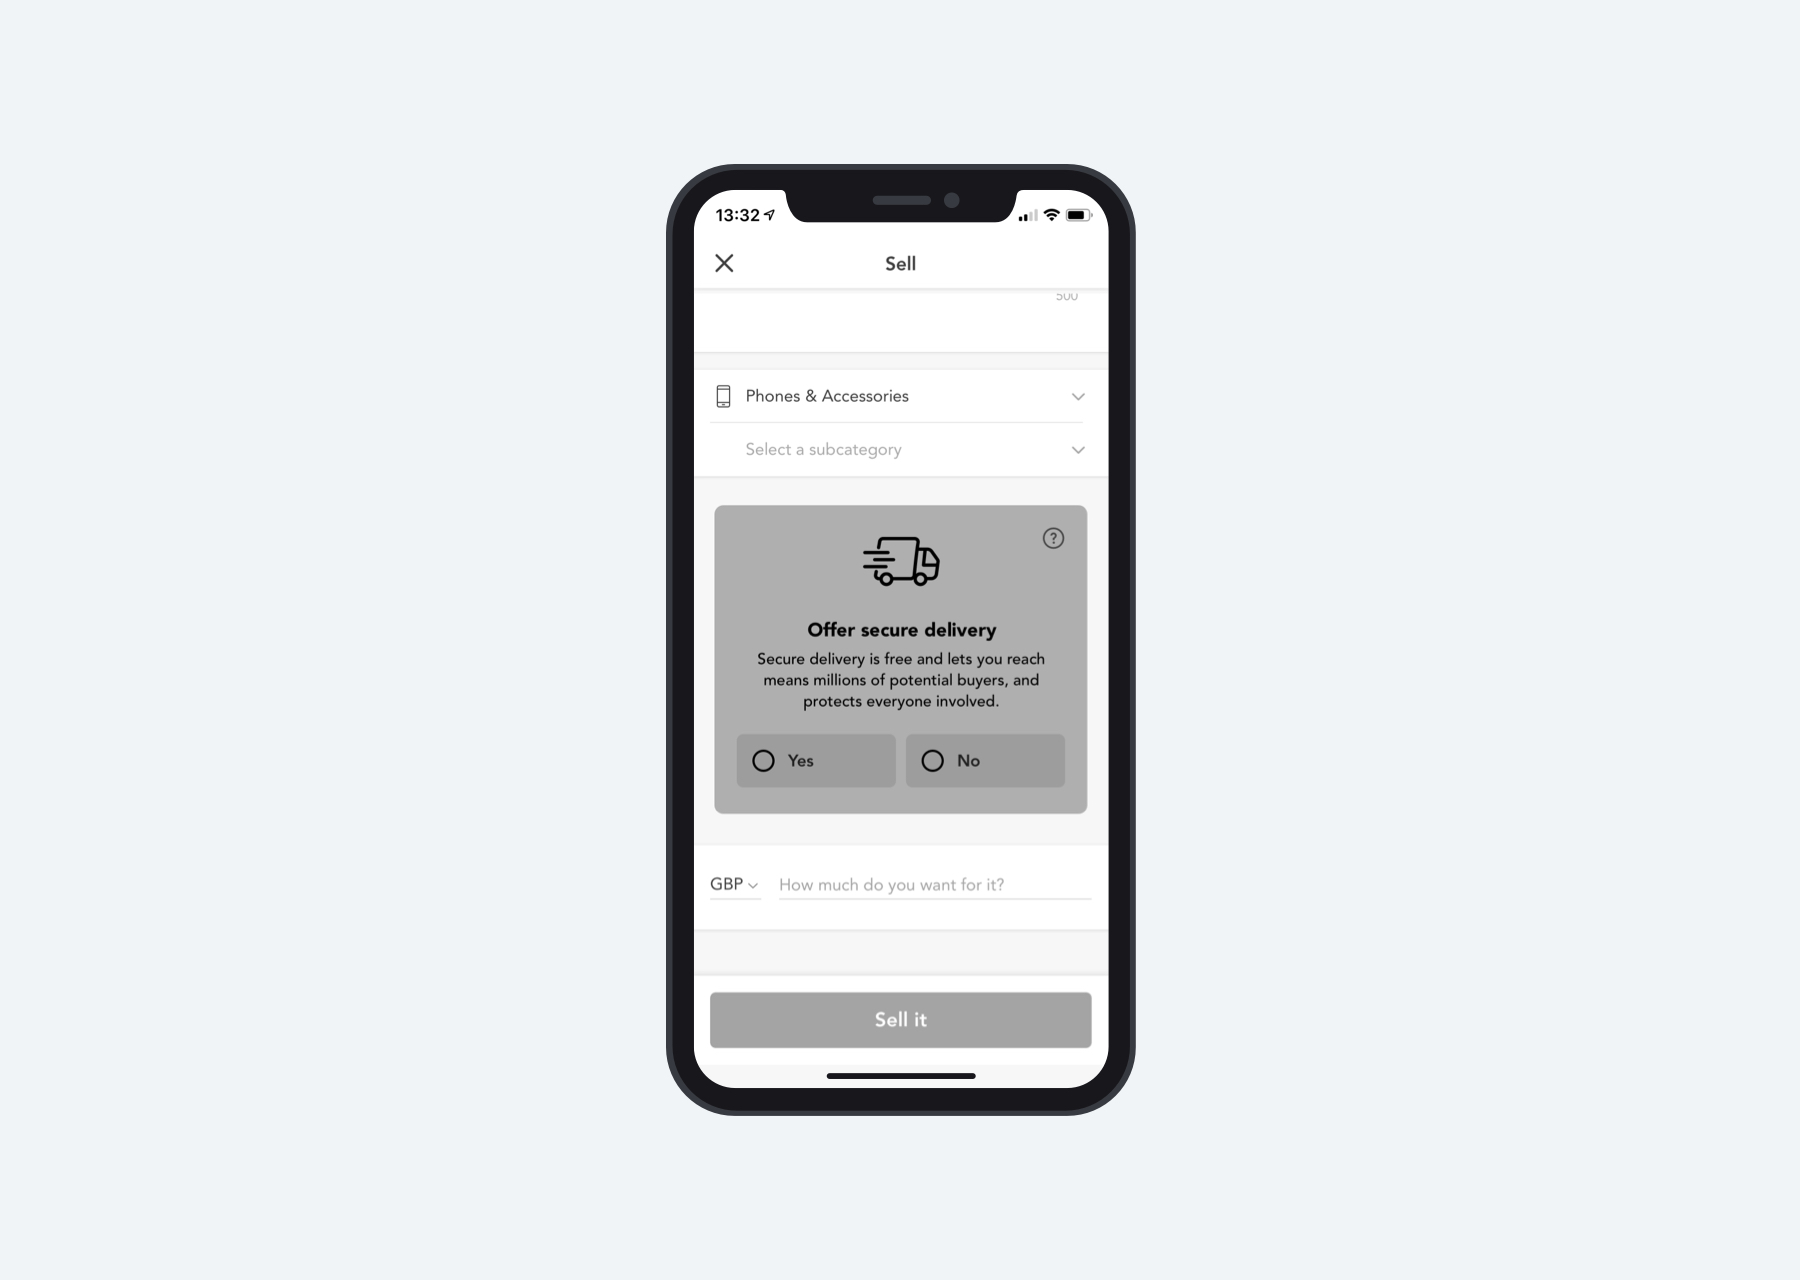 13:32
Sell
500
Phones & Accessories
Select a subcategory
?
Offer secure delivery
Secure delivery is free and lets you reach
means millions of potential buyers, and
protects everyone involved.
Yes
No
GBP
How much do you want for it?
Sell it